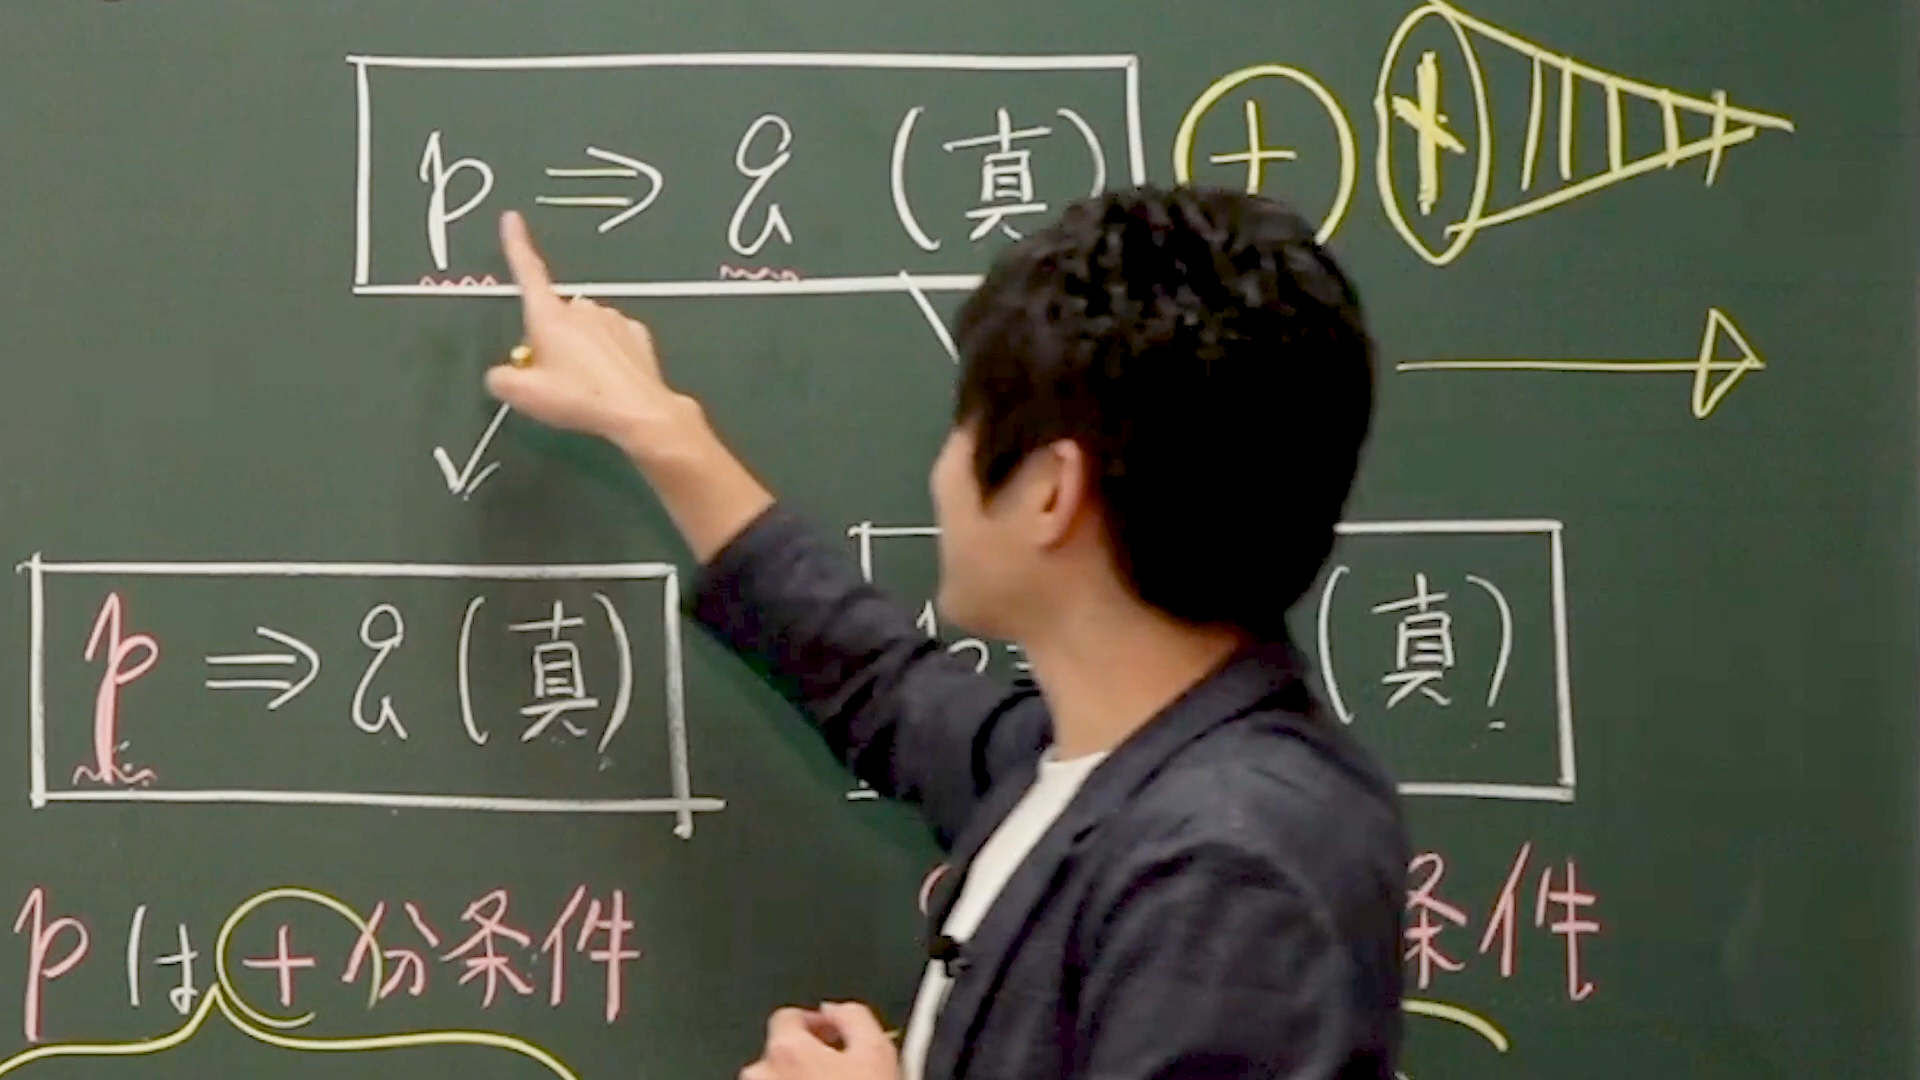 p ⇒ q (真
p ⇒ q (真)
(真)
p は 十分条件
条件